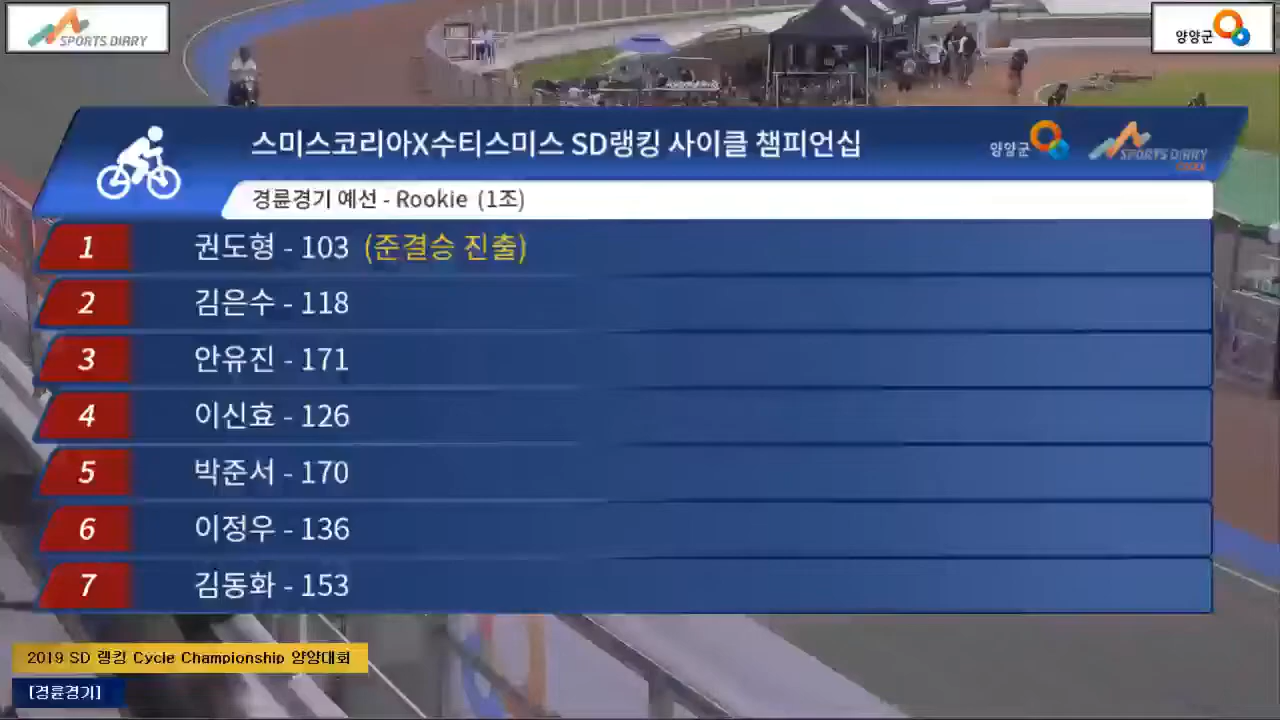 SPORTS DIARY
양양군
스미스코리아X수티스미스 SD랭킹 사이클 챔피언십
양양군
SPORTS DIARY
경륜경기 예선 - Rookie (1조)
1 권도형 - 103 (준결승 진출)
2 김은수 - 118
3 안유진 - 171
4 이신효 - 126
5 박준서 - 170
6 이정우 - 136
7 김동화 - 153
2019 SD 랭킹 Cycle Championship 양양대회
[경륜경기]